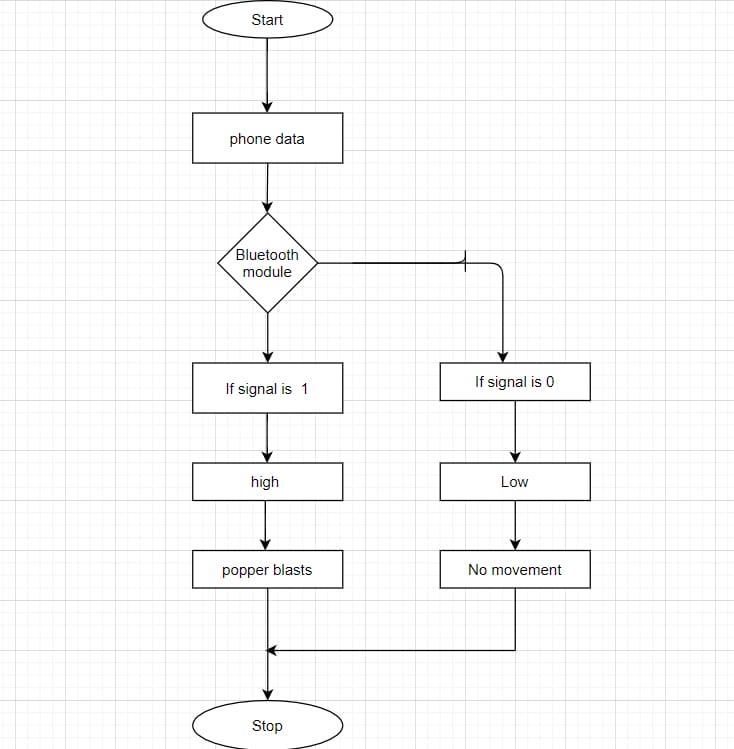 Start
phone data
Bluetooth
module
If signal is  1
If signal is 0
high
Low
popper blasts
No movement
Stop